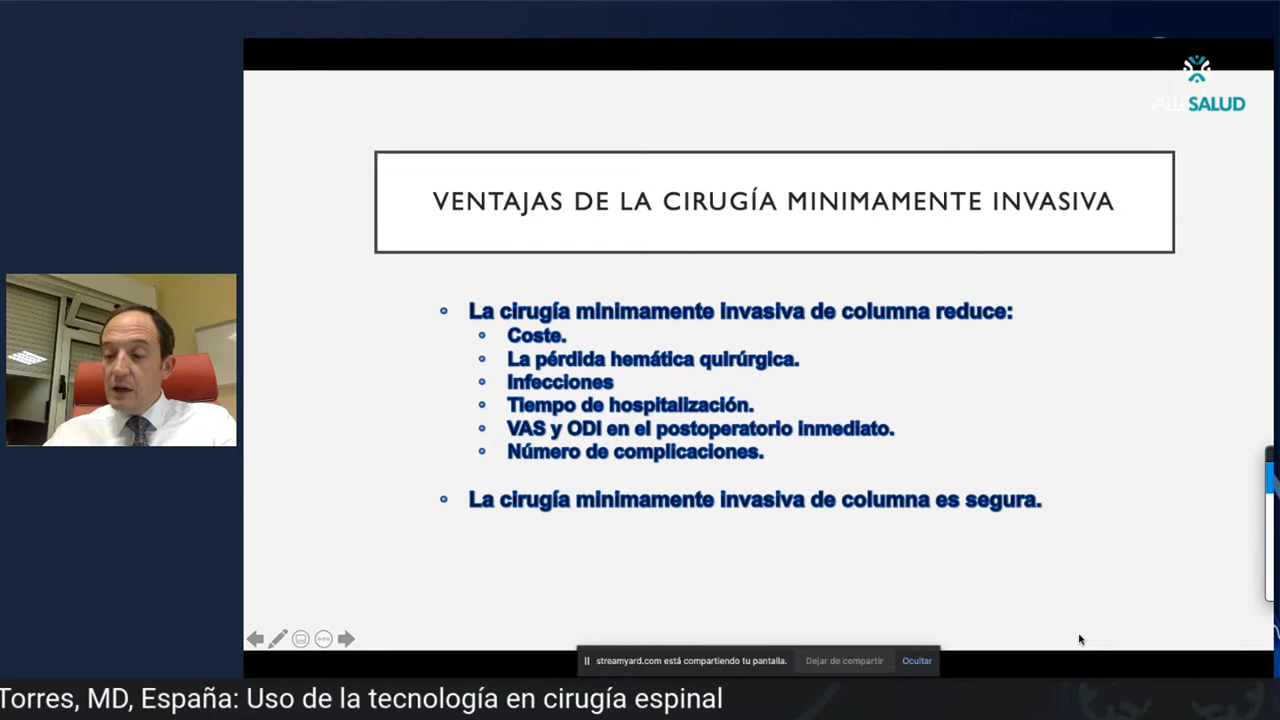 SALUD
VENTAJAS DE LA CIRUGÍA MINIMAMENTE INVASIVA
La cirugía minimamente invasiva de columna reduce:
Coste.
La pérdida hemática quirúrgica.
Infecciones
Tiempo de hospitalización.
VAS y ODI en el postoperatorio inmediato.
Número de complicaciones.
La cirugía minimamente invasiva de columna es segura.
streamyard.com está compartiendo tu pantalla. Dejar de compartir Ocultar
Torres, MD, España: Uso de la tecnología en cirugía espinal